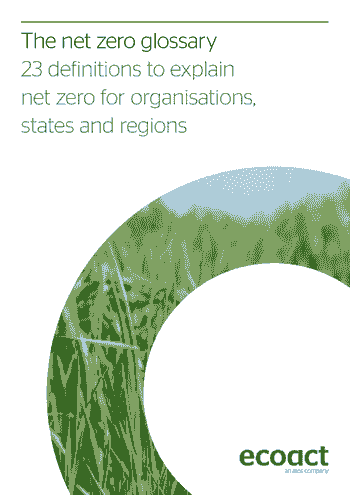 The net zero glossary
23 definitions to explain
net zero for organisations,
states and regions
ecoact
an atos company